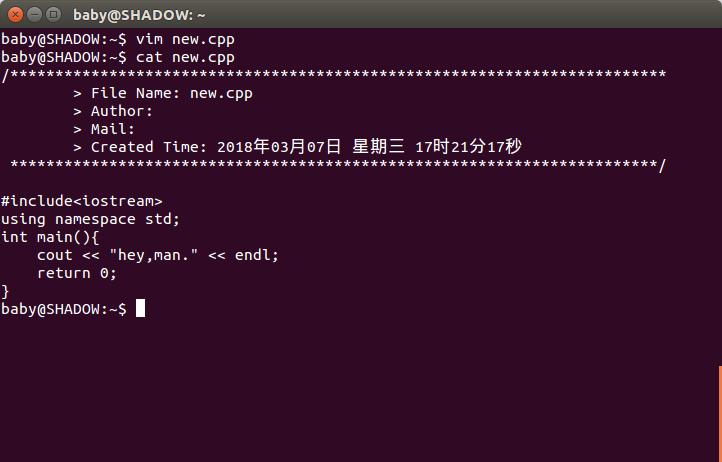 baby@SHADOW: ~
baby@SHADOW:~$ vim new.cpp
baby@SHADOW:~$ cat new.cpp
/*************************************************************************
        > File Name: new.cpp
        > Author:
        > Mail:
        > Created Time: 2018年03月07日 星期三 17时21分17秒
 ************************************************************************/

#include<iostream>
using namespace std;
int main(){
    cout << "hey,man." << endl;
    return 0;
}
baby@SHADOW:~$